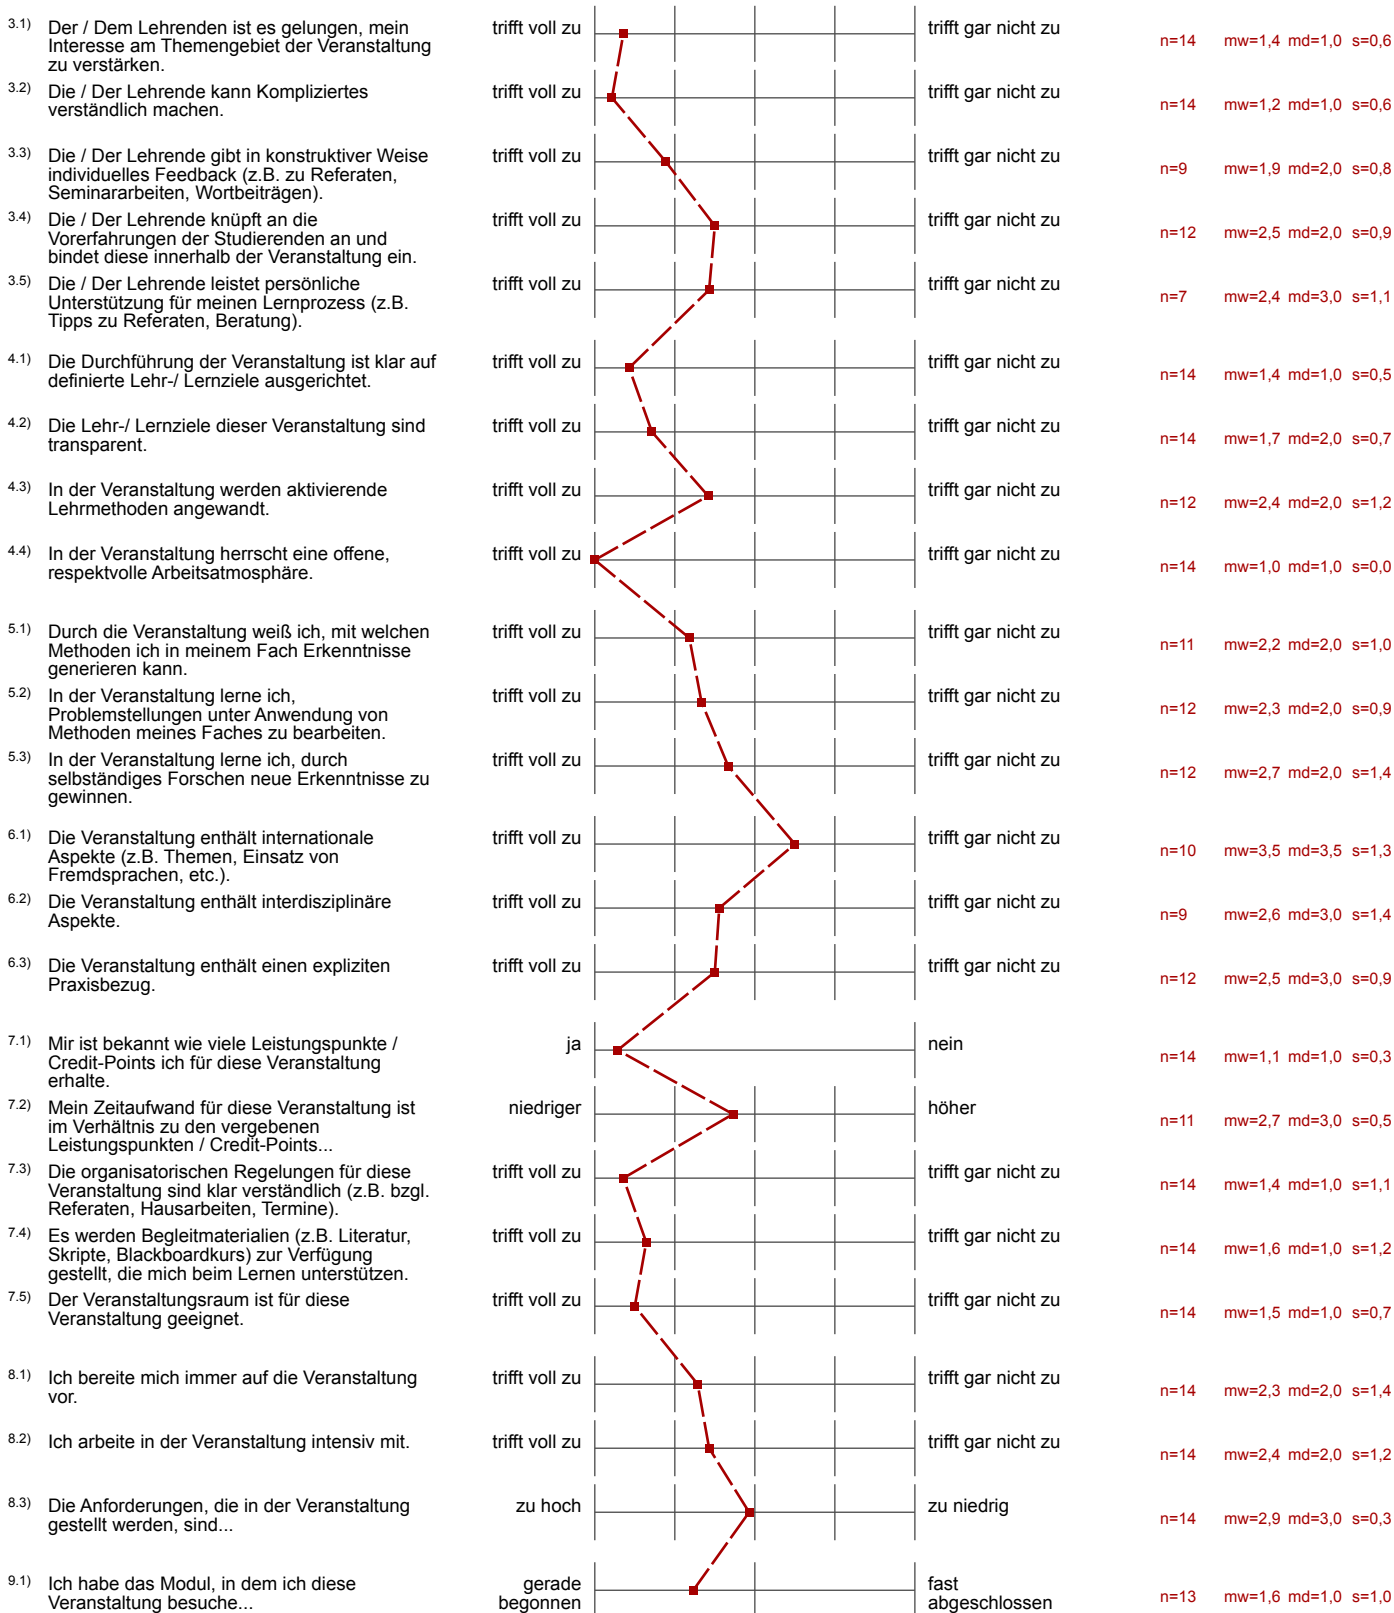 3.1) Der / Dem Lehrenden ist es gelungen, mein trifft voll zu trifft gar nicht zu
Interesse am Themengebiet der Veranstaltung n=14 mw=1,4 md=1,0 s=0,6
zu verstärken.
3.2) Die / Der Lehrende kann Kompliziertes trifft voll zu trifft gar nicht zu
verständlich machen. n=14 mw=1,2 md=1,0 s=0,6
3.3) Die / Der Lehrende gibt in konstruktiver Weise trifft voll zu trifft gar nicht zu
individuelles Feedback (z.B. zu Referaten, n=9 mw=1,9 md=2,0 s=0,8
Seminararbeiten, Wortbeiträgen).
3.4) Die / Der Lehrende knüpft an die trifft voll zu trifft gar nicht zu
Vorerfahrungen der Studierenden an und n=12 mw=2,5 md=2,0 s=0,9
bindet diese innerhalb der Veranstaltung ein.
3.5) Die / Der Lehrende leistet persönliche trifft voll zu trifft gar nicht zu
Unterstützung für meinen Lernprozess (z.B. n=7 mw=2,4 md=3,0 s=1,1
Tipps zu Referaten, Beratung).
4.1) Die Durchführung der Veranstaltung ist klar auf trifft voll zu trifft gar nicht zu
definierte Lehr-/ Lernziele ausgerichtet. n=14 mw=1,4 md=1,0 s=0,5
4.2) Die Lehr-/ Lernziele dieser Veranstaltung sind trifft voll zu trifft gar nicht zu
transparent. n=14 mw=1,7 md=2,0 s=0,7
4.3) In der Veranstaltung werden aktivierende trifft voll zu trifft gar nicht zu
Lehrmethoden angewandt. n=12 mw=2,4 md=2,0 s=1,2
4.4) In der Veranstaltung herrscht eine offene, trifft voll zu trifft gar nicht zu
respektvolle Arbeitsatmosphäre. n=14 mw=1,0 md=1,0 s=0,0
5.1) Durch die Veranstaltung weiß ich, mit welchen trifft voll zu trifft gar nicht zu
Methoden ich in meinem Fach Erkenntnisse n=11 mw=2,2 md=2,0 s=1,0
generieren kann.
5.2) In der Veranstaltung lerne ich, trifft voll zu trifft gar nicht zu
Problemstellungen unter Anwendung von n=12 mw=2,3 md=2,0 s=0,9
Methoden meines Faches zu bearbeiten.
5.3) In der Veranstaltung lerne ich, durch trifft voll zu trifft gar nicht zu
selbständiges Forschen neue Erkenntnisse zu n=12 mw=2,7 md=2,0 s=1,4
gewinnen.
6.1) Die Veranstaltung enthält internationale trifft voll zu trifft gar nicht zu
Aspekte (z.B. Themen, Einsatz von n=10 mw=3,5 md=3,5 s=1,3
Fremdsprachen, etc.).
6.2) Die Veranstaltung enthält interdisziplinäre trifft voll zu trifft gar nicht zu
Aspekte. n=9 mw=2,6 md=3,0 s=1,4
6.3) Die Veranstaltung enthält einen expliziten trifft voll zu trifft gar nicht zu
Praxisbezug. n=12 mw=2,5 md=3,0 s=0,9
7.1) Mir ist bekannt wie viele Leistungspunkte / ja nein
Credit-Points ich für diese Veranstaltung n=14 mw=1,1 md=1,0 s=0,3
erhalte.
7.2) Mein Zeitaufwand für diese Veranstaltung ist niedriger höher
im Verhältnis zu den vergebenen n=11 mw=2,7 md=3,0 s=0,5
Leistungspunkten / Credit-Points...
7.3) Die organisatorischen Regelungen für diese trifft voll zu trifft gar nicht zu
Veranstaltung sind klar verständlich (z.B. bzgl. n=14 mw=1,4 md=1,0 s=1,1
Referaten, Hausarbeiten, Termine).
7.4) Es werden Begleitmaterialien (z.B. Literatur, trifft voll zu trifft gar nicht zu
Skripte, Blackboardkurs) zur Verfügung n=14 mw=1,6 md=1,0 s=1,2
gestellt, die mich beim Lernen unterstützen.
7.5) Der Veranstaltungsraum ist für diese trifft voll zu trifft gar nicht zu
Veranstaltung geeignet. n=14 mw=1,5 md=1,0 s=0,7
8.1) Ich bereite mich immer auf die Veranstaltung trifft voll zu trifft gar nicht zu
vor. n=14 mw=2,3 md=2,0 s=1,4
8.2) Ich arbeite in der Veranstaltung intensiv mit. trifft voll zu trifft gar nicht zu
n=14 mw=2,4 md=2,0 s=1,2
8.3) Die Anforderungen, die in der Veranstaltung zu hoch zu niedrig
gestellt werden, sind... n=14 mw=2,9 md=3,0 s=0,3
9.1) Ich habe das Modul, in dem ich diese gerade fast
Veranstaltung besuche... begonnen abgeschlossen n=13 mw=1,6 md=1,0 s=1,0